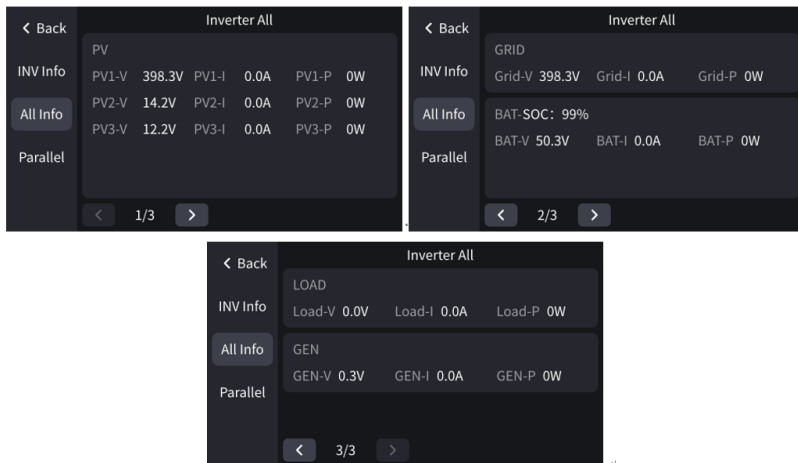 Back
Inverter All
INV Info
All Info
Parallel
PV
PV1-V 398.3V PV1-I 0.0A PV1-P 0W
PV2-V 14.2V PV2-I 0.0A PV2-P 0W
PV3-V 12.2V PV3-I 0.0A PV3-P 0W
1/3
Back
Inverter All
INV Info
All Info
Parallel
GRID
Grid-V 398.3V Grid-I 0.0A Grid-P 0W
BAT-SOC: 99%
BAT-V 50.3V BAT-I 0.0A BAT-P 0W
2/3
Back
Inverter All
INV Info
All Info
Parallel
LOAD
Load-V 0.0V Load-I 0.0A Load-P 0W
GEN
GEN-V 0.3V GEN-I 0.0A GEN-P 0W
3/3